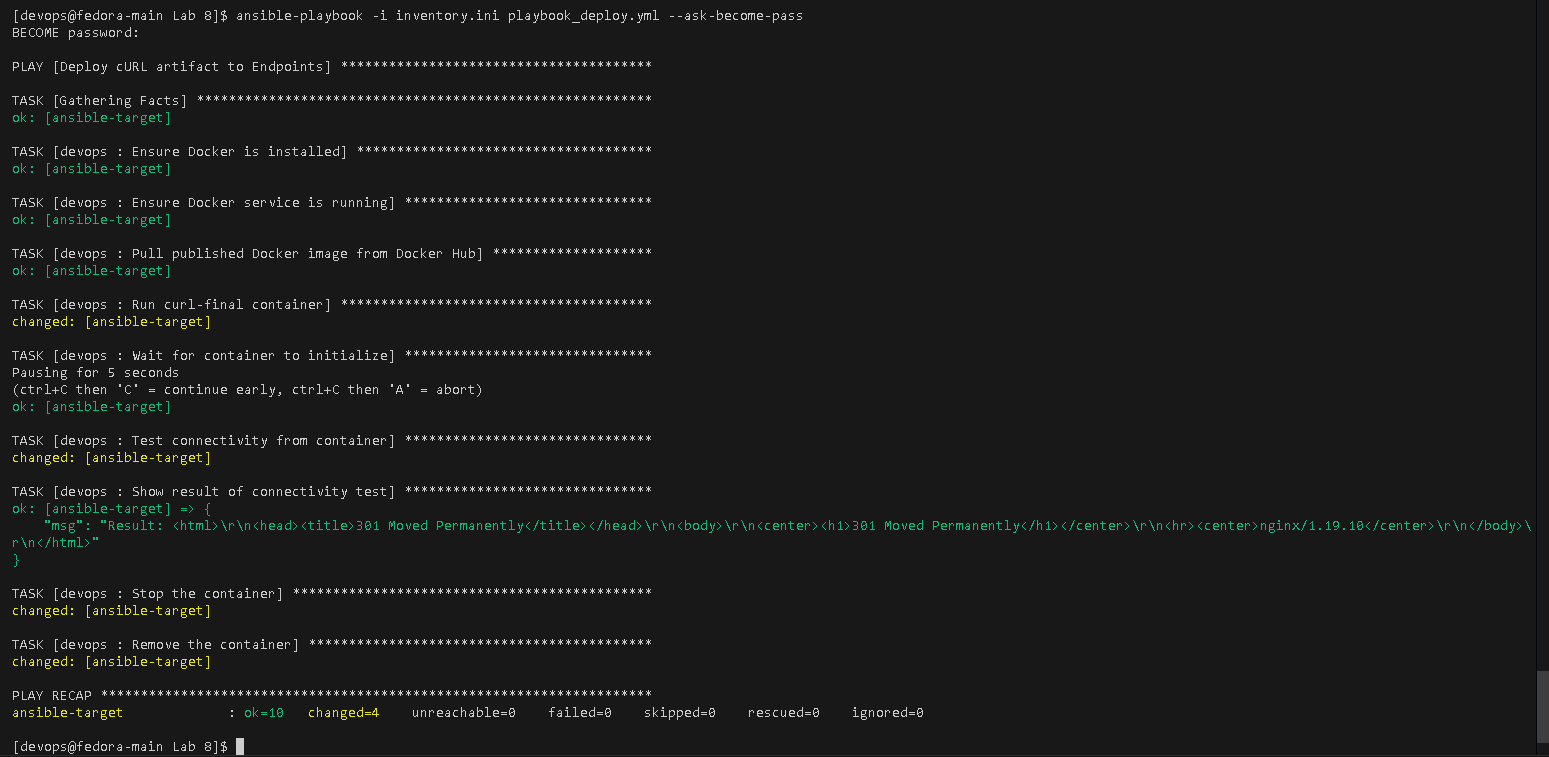 [devops@fedora-main Lab 8]$ ansible-playbook -i inventory.ini playbook_deploy.yml --ask-become-pass
BECOME password:
PLAY [Deploy cURL artifact to Endpoints] ***************************************
TASK [Gathering Facts] *********************************************************
ok: [ansible-target]
TASK [devops : Ensure Docker is installed] *************************************
ok: [ansible-target]
TASK [devops : Ensure Docker service is running] *******************************
ok: [ansible-target]
TASK [devops : Pull published Docker image from Docker Hub] ********************
ok: [ansible-target]
TASK [devops : Run curl-final container] ***************************************
changed: [ansible-target]
TASK [devops : Wait for container to initialize] *******************************
Pausing for 5 seconds
(ctrl+C then 'C' = continue early, ctrl+C then 'A' = abort)
ok: [ansible-target]
TASK [devops : Test connectivity from container] *******************************
changed: [ansible-target]
TASK [devops : Show result of connectivity test] *******************************
ok: [ansible-target] => {
    "msg": "Result: <html>\r\n<head><title>301 Moved Permanently</title></head>\r\n<body>\r\n<center><h1>301 Moved Permanently</h1></center>\r\n<hr><center>nginx/1.19.10</center>\r\n</body>\
r\n</html>"
}
TASK [devops : Stop the container] *********************************************
changed: [ansible-target]
TASK [devops : Remove the container] *******************************************
changed: [ansible-target]
PLAY RECAP *********************************************************************
ansible-target             : ok=10   changed=4    unreachable=0    failed=0    skipped=0    rescued=0    ignored=0
[devops@fedora-main Lab 8]$